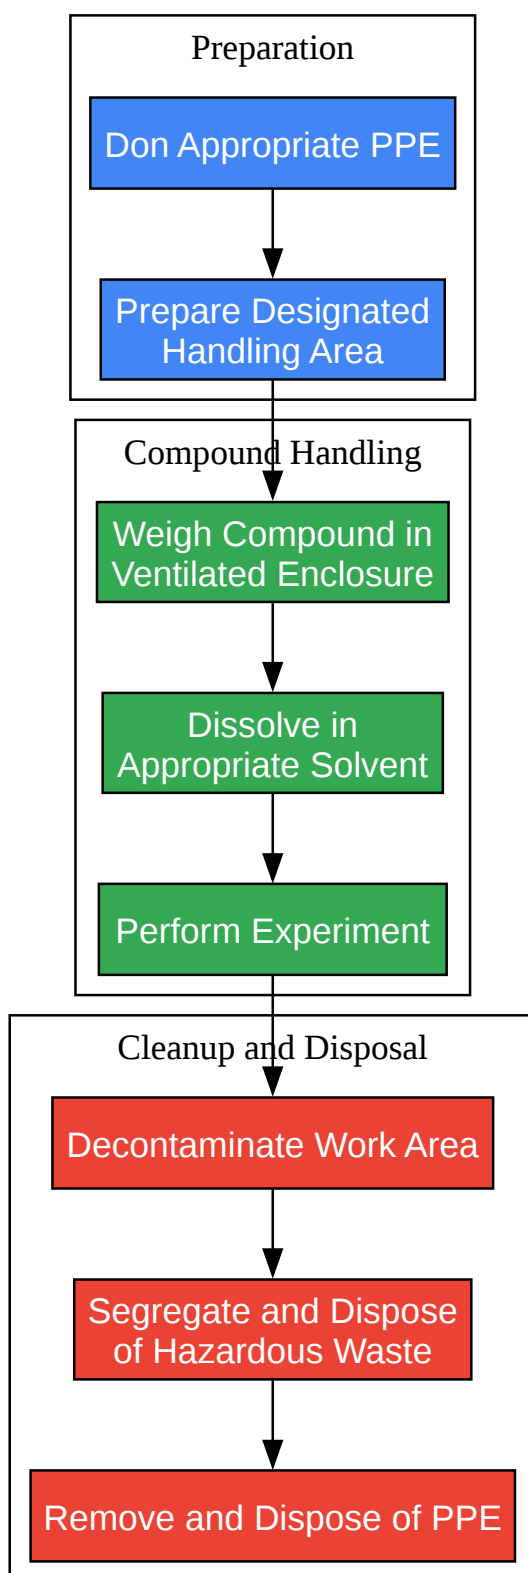 Preparation
Don Appropriate PPE
Prepare Designated
Handling Area
Compound Handling
Weigh Compound in
Ventilated Enclosure
Dissolve in
Appropriate Solvent
Perform Experiment
Cleanup and Disposal
Decontaminate Work Area
Segregate and Dispose
of Hazardous Waste
Remove and Dispose of PPE